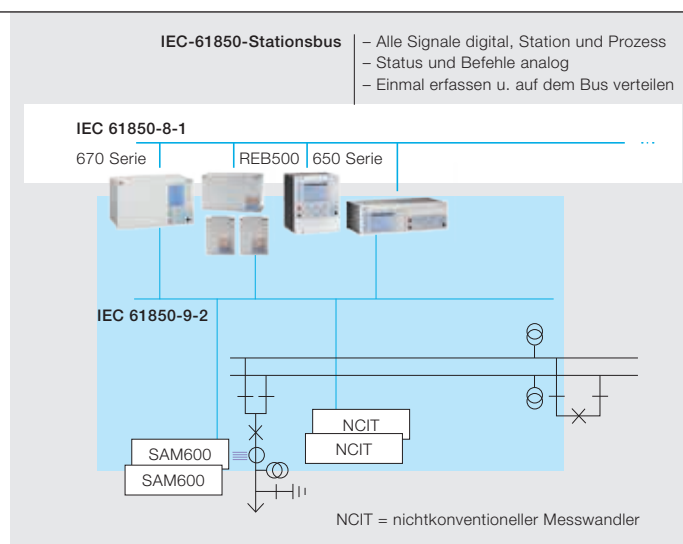 IEC-61850-Stationsbus
– Alle Signale digital, Station und Prozess
– Status und Befehle analog
– Einmal erfassen u. auf dem Bus verteilen
IEC 61850-8-1
...
670 Serie
REB500
650 Serie
IEC 61850-9-2
NCIT
NCIT
SAM600
SAM600
NCIT = nichtkonventioneller Messwandler